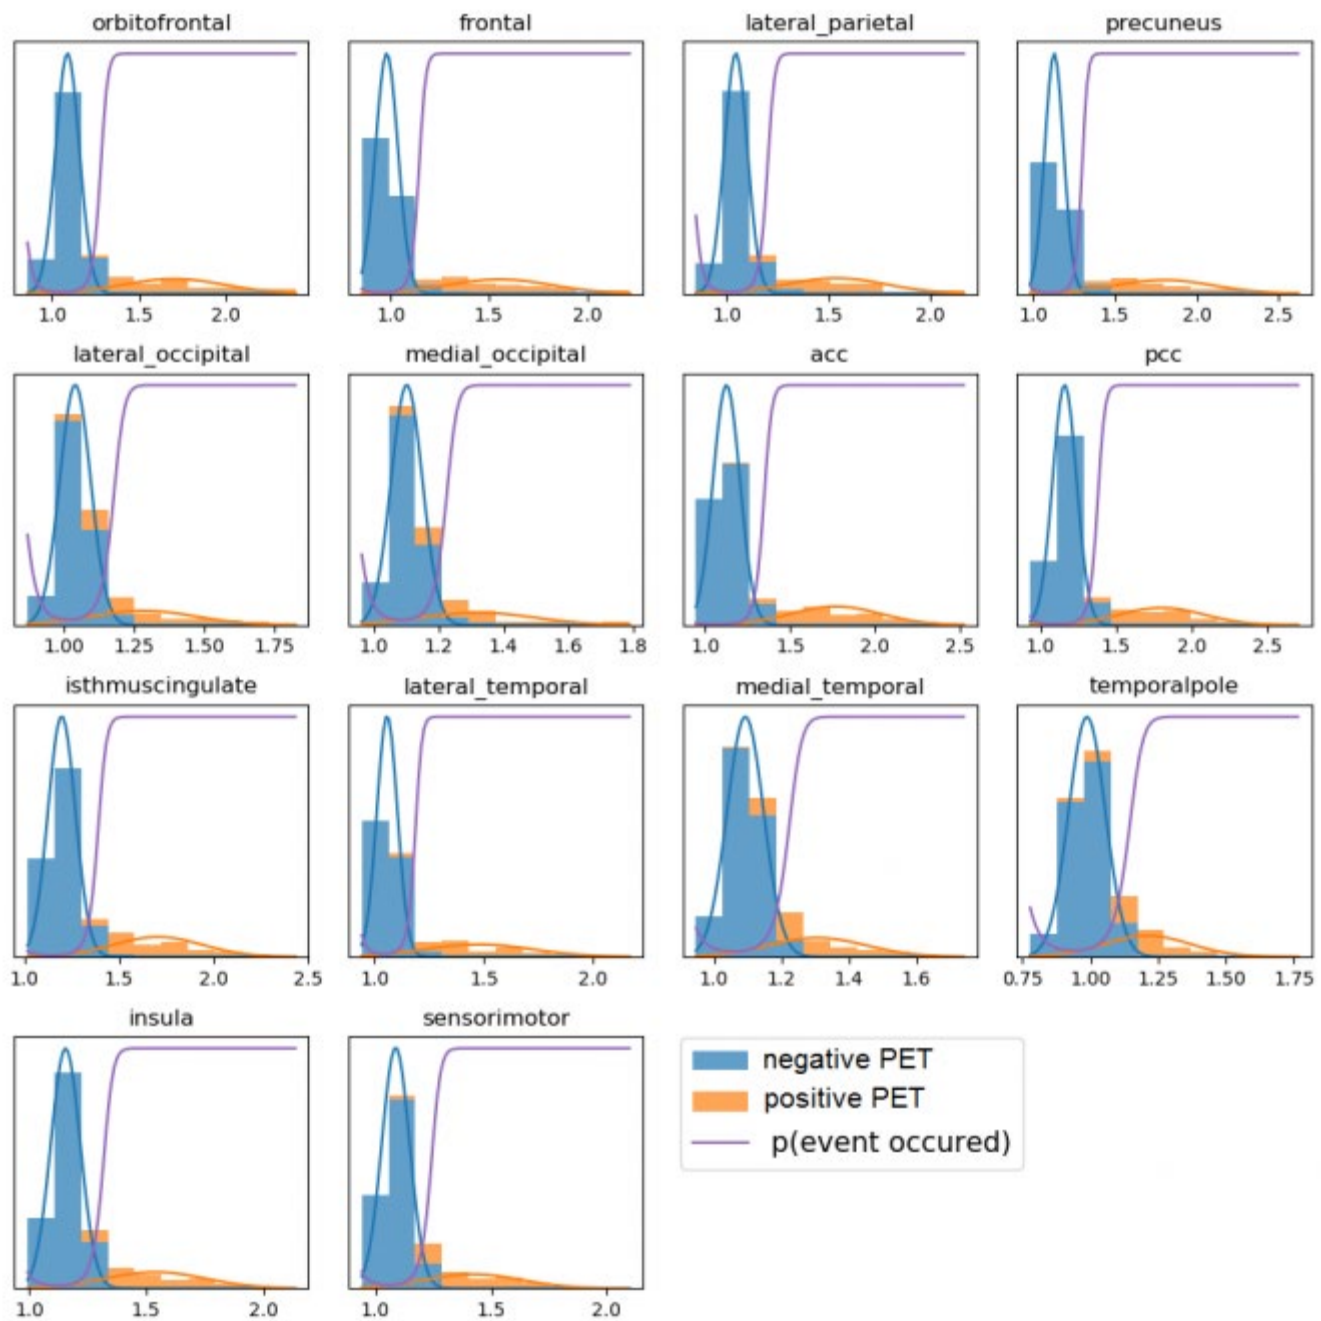 orbitofrontal frontal lateral_parietal precuneus
1.0 1.5 2.0 1.0 1.5 2.0 1.0 1.5 2.0 1.0 1.5 2.0 2.5
lateral_occipital medial_occipital acc pcc
1.00 1.25 1.50 1.75 1.0 1.2 1.4 1.6 1.8 1.0 1.5 2.0 2.5 1.0 1.5 2.0 2.5
isthmuscingulate lateral_temporal medial_temporal temporalpole
1.0 1.5 2.0 2.5 1.0 1.5 2.0 1.0 1.2 1.4 1.6 0.75 1.00 1.25 1.50 1.75
insula sensorimotor
negative PET
positive PET
p(event occured)
1.0 1.5 2.0 1.0 1.5 2.0